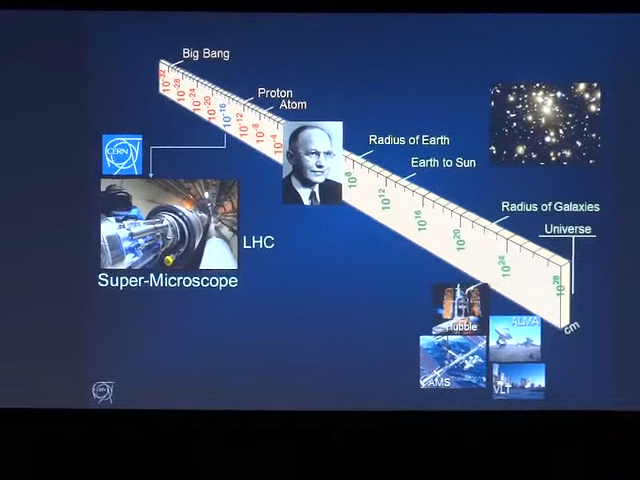 Big Bang
Proton
Atom
Radius of Earth
Earth to Sun
Radius of Galaxies
Universe
10-32
10-28
10-24
10-20
10-16
10-12
10-8
10-4
108
1012
1016
1020
1024
1028
cm
CERN
LHC
Super-Microscope
Hubble
ALMA
AMS
VLT